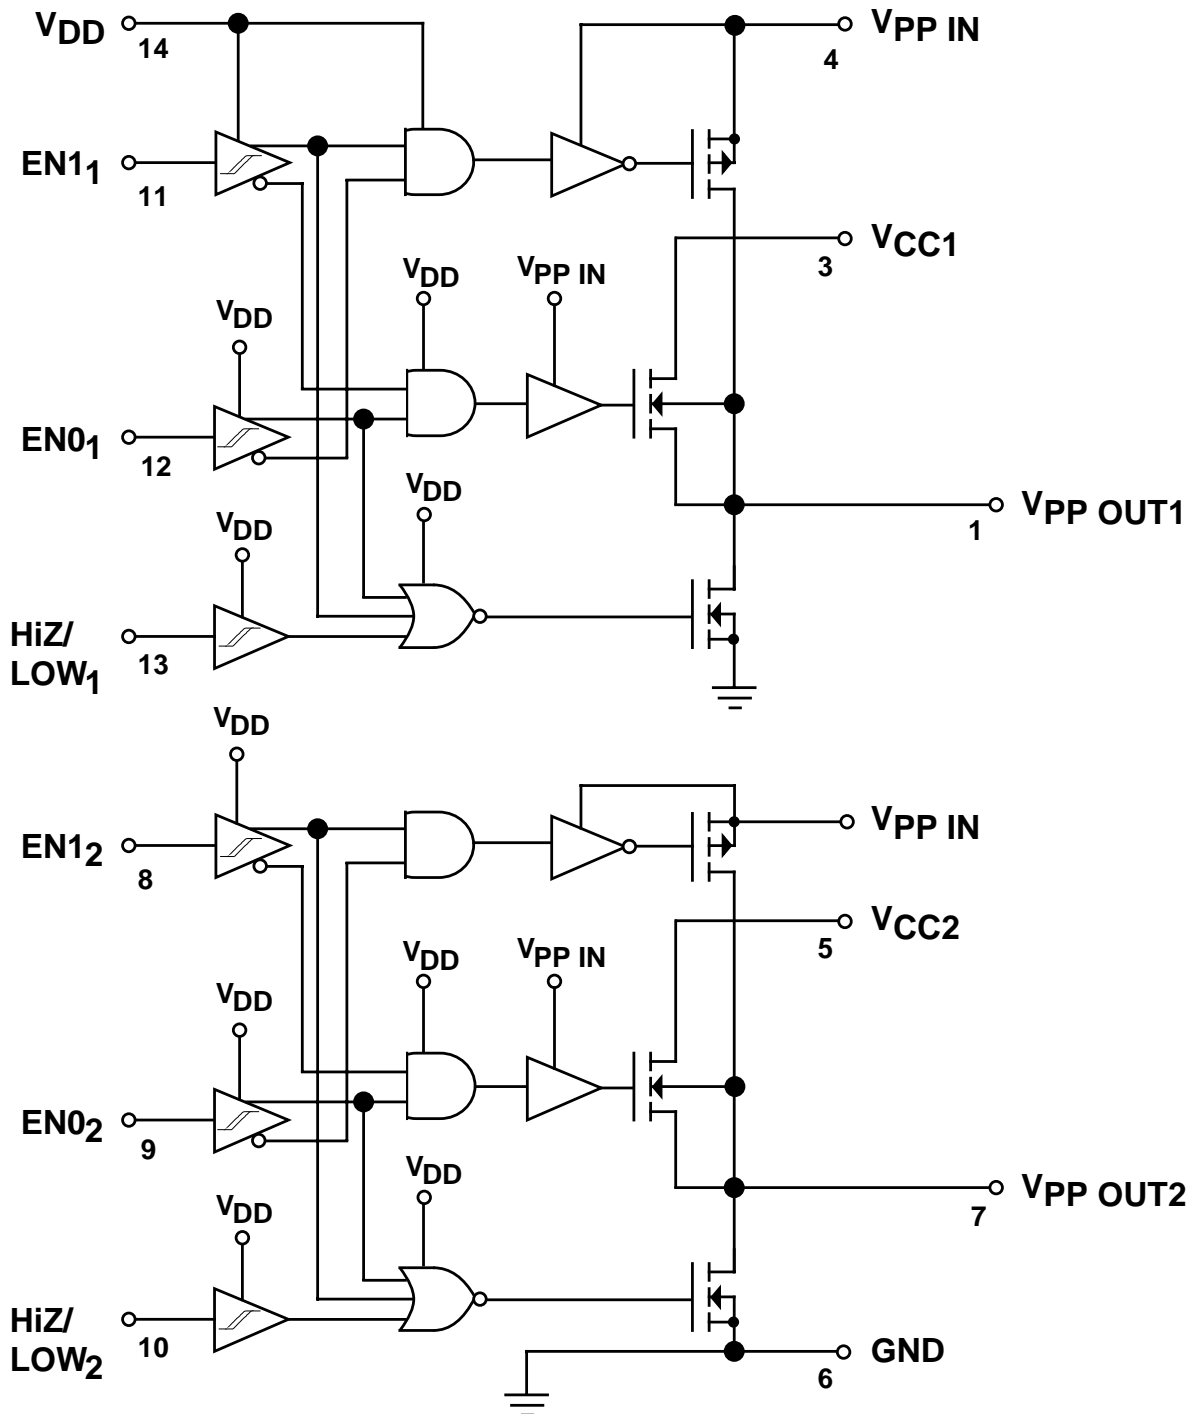 VDD
14
VPP IN
4
EN11
11
VCC1
3
VDD
VPP IN
VDD
EN01
12
VDD
VPP OUT1
1
VDD
HiZ/
LOW1
13
VDD
VPP IN
EN12
8
VCC2
5
VDD
VPP IN
VDD
EN02
9
VDD
VPP OUT2
7
VDD
HiZ/
LOW2
10
GND
6